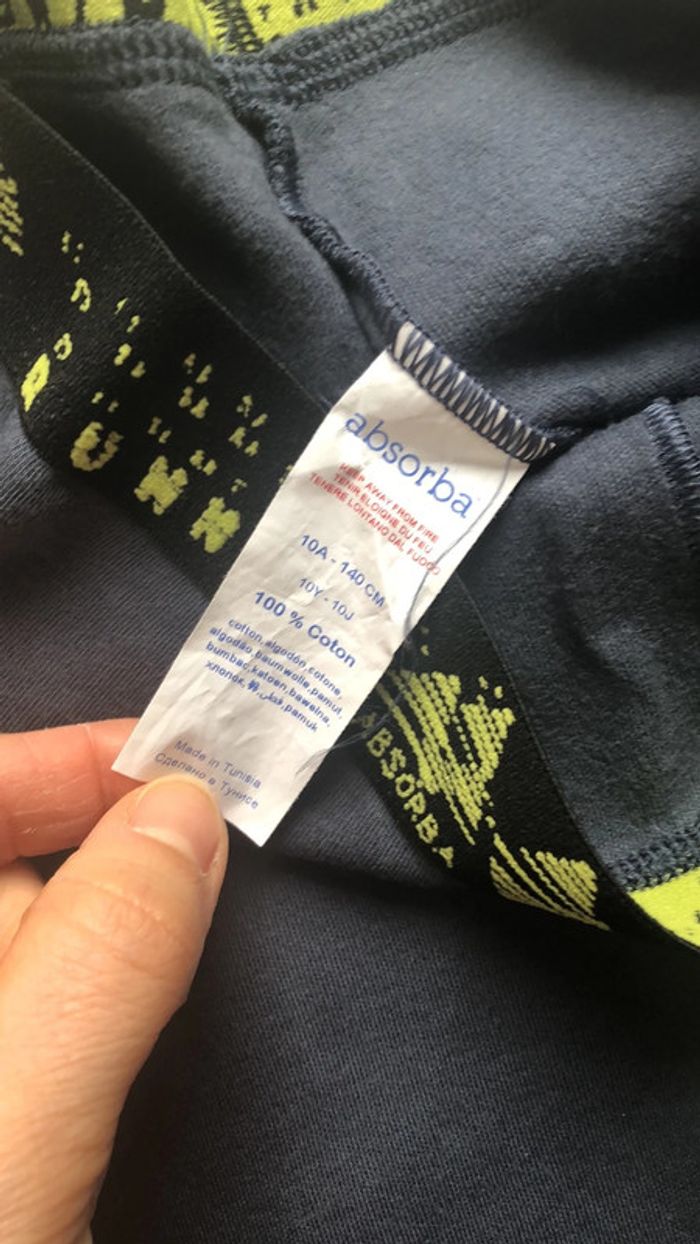 absorba
KEEP AWAY FROM FIRE
TENIR ELOIGNE DU FEU
TENERE LONTANO DAL FUOCO
10A - 140 CM
10Y - 10J
100 % Coton
cotton, algodón, cotone,
algodão, baumwolle, pamut,
bumbac, katoen, bawełna,
хлопок, 棉, قطن, pamuk
Made in Tunisia
Сделано в Тунисе
ABSORBA